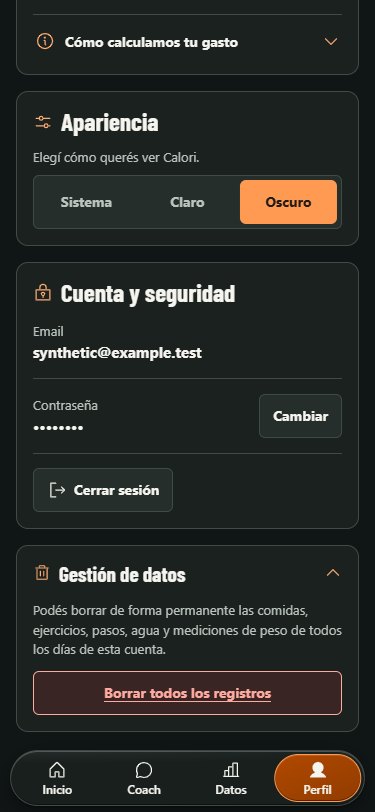 Cómo calculamos tu gasto
Apariencia
Elegí cómo querés ver Calori.
Sistema Claro Oscuro
Cuenta y seguridad
Email
synthetic@example.test
Contraseña
••••••••
Cambiar
Cerrar sesión
Gestión de datos
Podés borrar de forma permanente las comidas,
ejercicios, pasos, agua y mediciones de peso de todos
los días de esta cuenta.
Borrar todos los registros
Inicio Coach Datos Perfil